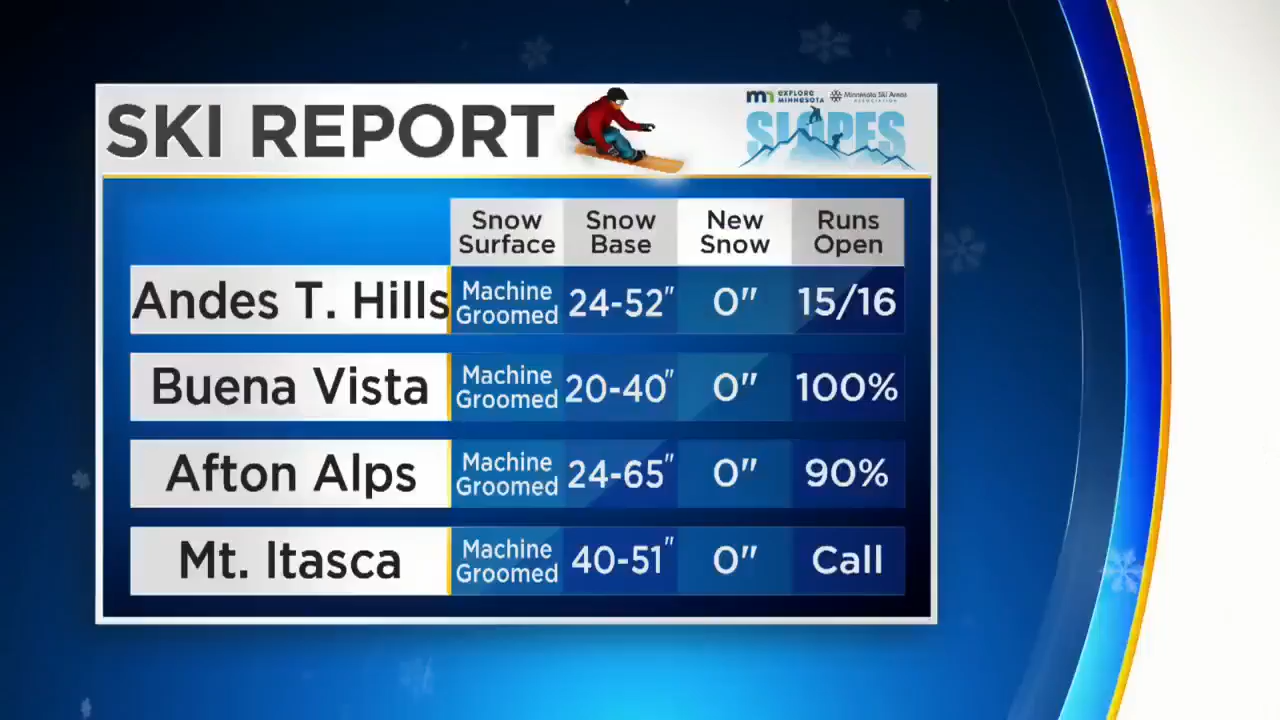 SKI REPORT
EXPLORE
MINNESOTA
Minnesota Ski Areas
ASSOCIATION
SLOPES
Snow Surface
Snow Base
New Snow
Runs Open
Andes T. Hills Machine Groomed 24-52" 0" 15/16
Buena Vista Machine Groomed 20-40" 0" 100%
Afton Alps Machine Groomed 24-65" 0" 90%
Mt. Itasca Machine Groomed 40-51" 0" Call